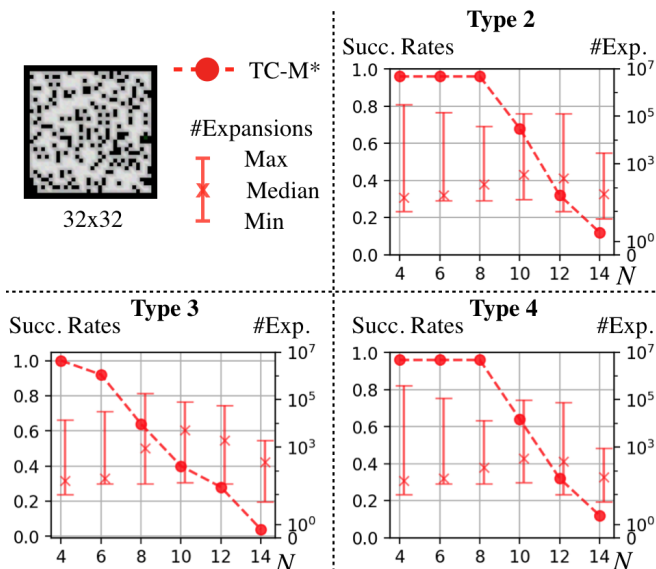 TC-M*
#Expansions
Max
Median
Min
32x32
Type 2
Succ. Rates #Exp.
1.0 10^7
0.8 10^5
0.6
0.4 10^3
0.2 10^0
0.0 0
4 6 8 10 12 14 N
Type 3
Succ. Rates #Exp.
1.0 10^7
0.8 10^5
0.6 10^3
0.4
0.2 10^0
0.0 0
4 6 8 10 12 14 N
Type 4
Succ. Rates #Exp.
1.0 10^7
0.8 10^5
0.6
0.4 10^3
0.2 10^0
0.0 0
4 6 8 10 12 14 N